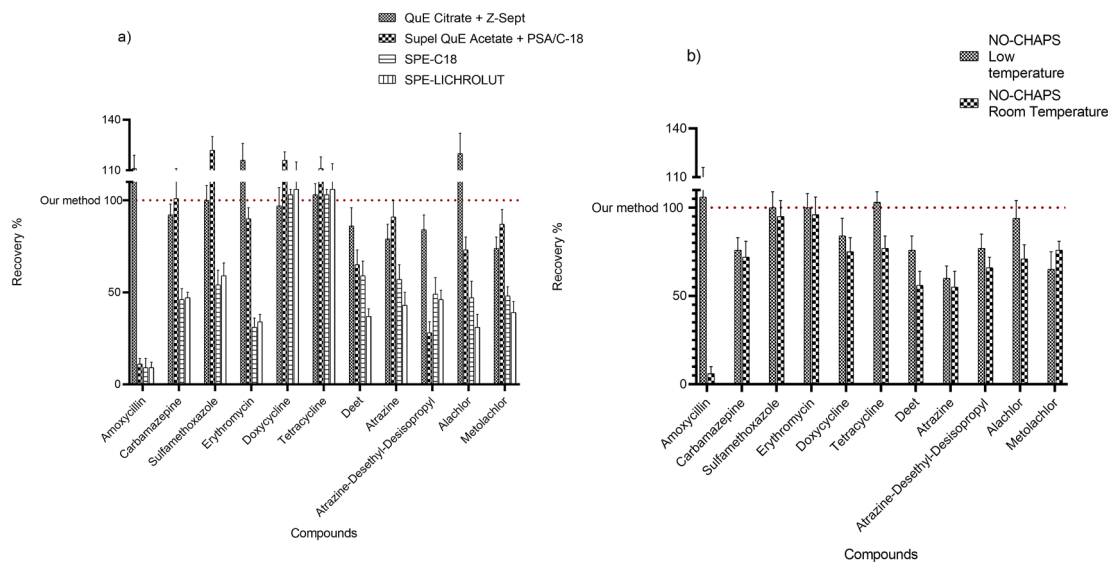 a)
QuE Citrate + Z-Sept
Supel QuE Acetate + PSA/C-18
SPE-C18
SPE-LICHROLUT
140
110
Our method 100
50
0
Recovery %
Amoxycillin
Carbamazepine
Sulfamethoxazole
Erythromycin
Doxycycline
Tetracycline
Deet
Atrazine
Atrazine-Desethyl-Desisopropyl
Alachlor
Metolachlor
Compounds
b)
NO-CHAPS
Low
temperature
NO-CHAPS
Room Temperature
140
110
Our method 100
50
0
Recovery %
Amoxycillin
Carbamazepine
Sulfamethoxazole
Erythromycin
Doxycycline
Tetracycline
Deet
Atrazine
Atrazine-Desethyl-Desisopropyl
Alachlor
Metolachlor
Compounds